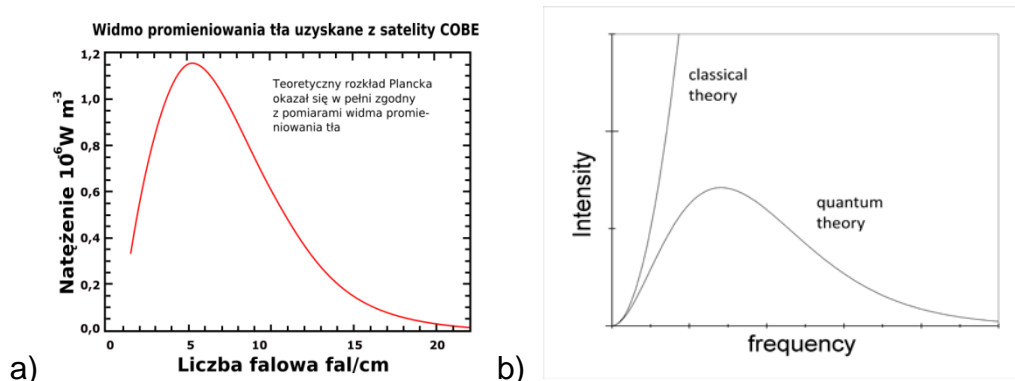 Widmo promieniowania tła uzyskane z satelity COBE
1,2
1,0
0,8
0,6
0,4
0,2
0,0
Natężenie 10⁶W m⁻³
Teoretyczny rozkład Plancka
okazał się w pełni zgodny
z pomiarami widma promie-
niowania tła
0 5 10 15 20
Liczba falowa fal/cm
a)
Intensity
classical
theory
quantum
theory
frequency
b)